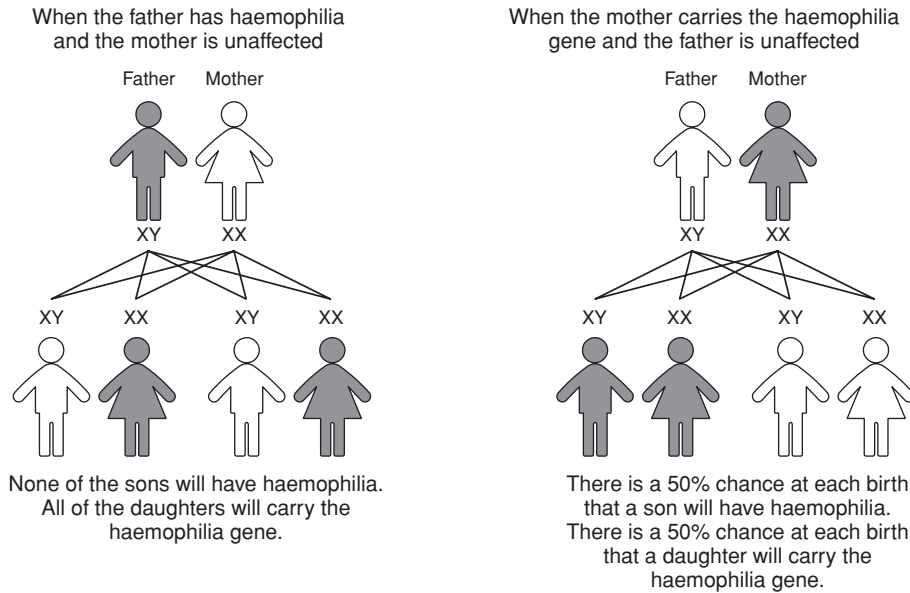 When the father has haemophilia
and the mother is unaffected
Father Mother
XY XX
XY XX XY XX
None of the sons will have haemophilia.
All of the daughters will carry the
haemophilia gene.
When the mother carries the haemophilia
gene and the father is unaffected
Father Mother
XY XX
XY XX XY XX
There is a 50% chance at each birth
that a son will have haemophilia.
There is a 50% chance at each birth
that a daughter will carry the
haemophilia gene.